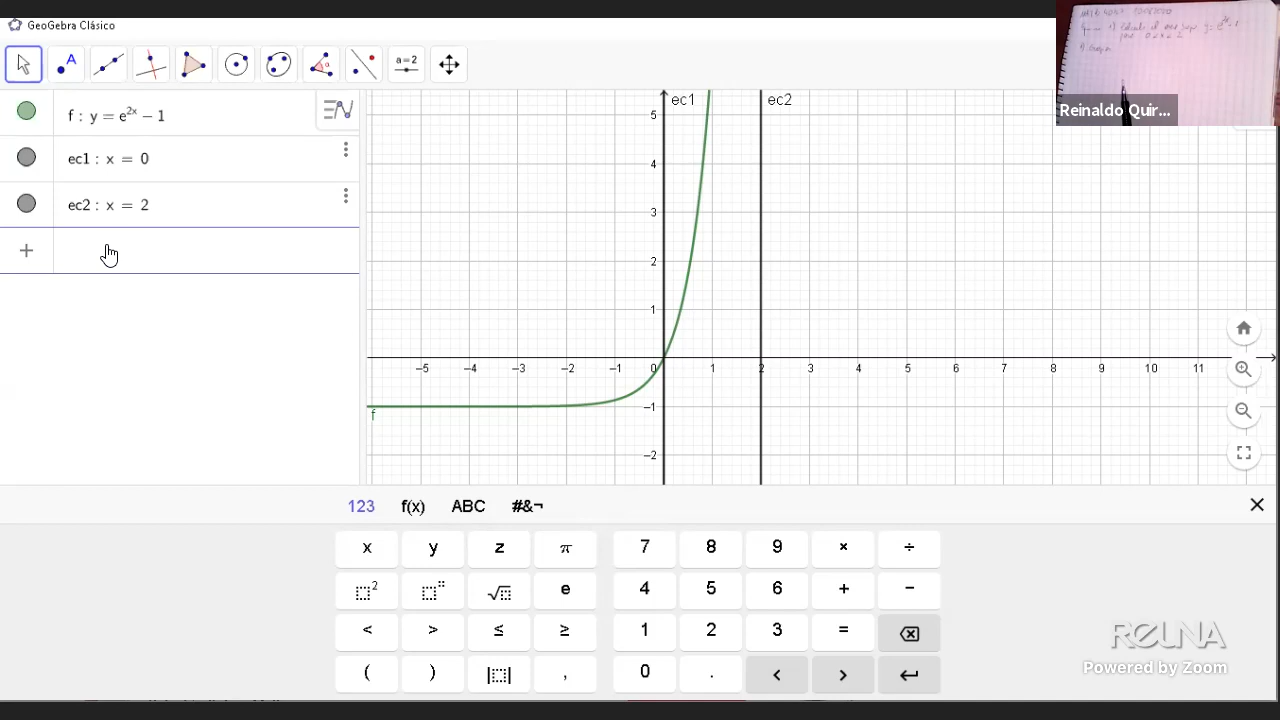 GeoGebra Clásico
A
a = 2
f : y = e^{2x} − 1
ec1 : x = 0
ec2 : x = 2
+
ec1
ec2
5
4
3
2
1
−1
−2
−5 −4 −3 −2 −1 0 1 2 3 4 5 6 7 8 9 10 11
f
Reinaldo Quir...
123 f(x) ABC #&¬
x y z π 7 8 9 × ÷
e 4 5 6 + −
< > ≤ ≥ 1 2 3 =
( ) , 0 . < >
REUNA
Powered by Zoom